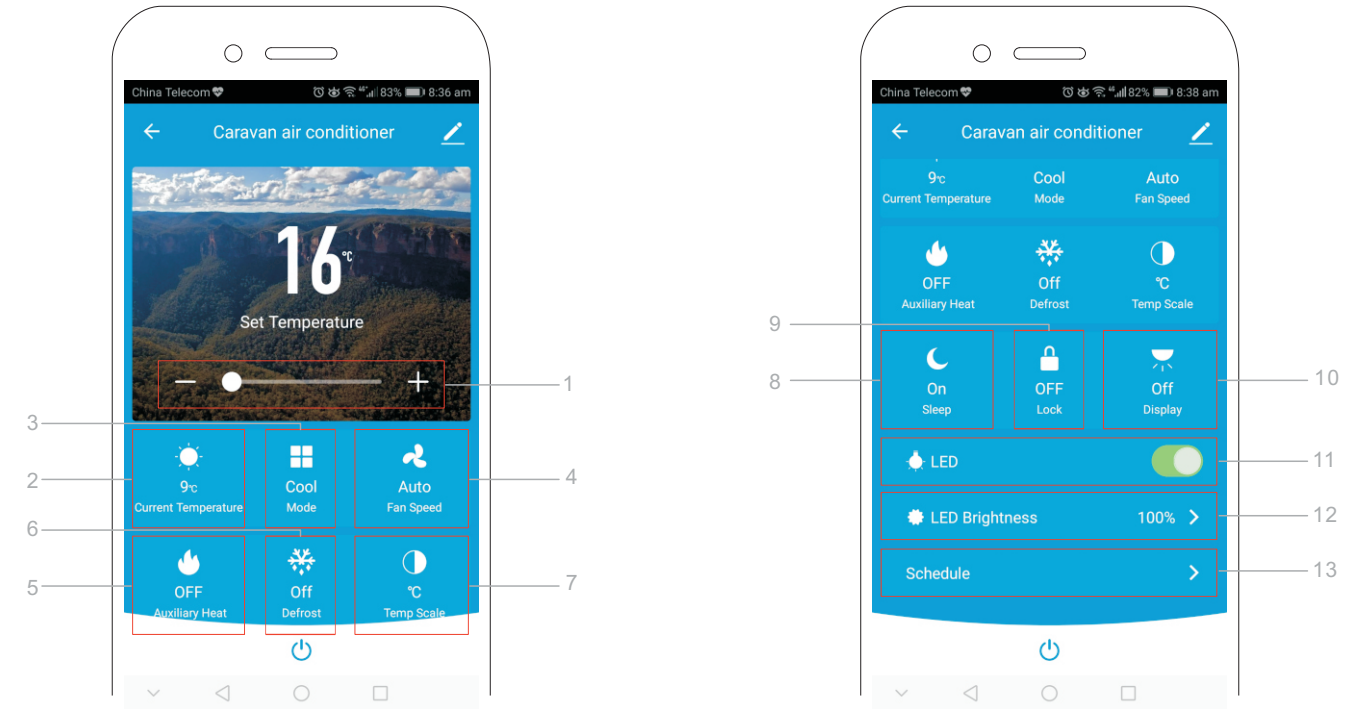 China Telecom 83% 8:36 am
Caravan air conditioner
16℃
Set Temperature
1
3
2
9℃ Cool Auto
Current Temperature Mode Fan Speed
4
6
5
OFF Off ℃
Auxiliary Heat Defrost Temp Scale
7
China Telecom 82% 8:38 am
Caravan air conditioner
9℃ Cool Auto
Current Temperature Mode Fan Speed
OFF Off ℃
Auxiliary Heat Defrost Temp Scale
9
8
On OFF Off
Sleep Lock Display
10
LED
11
LED Brightness 100%
12
Schedule
13